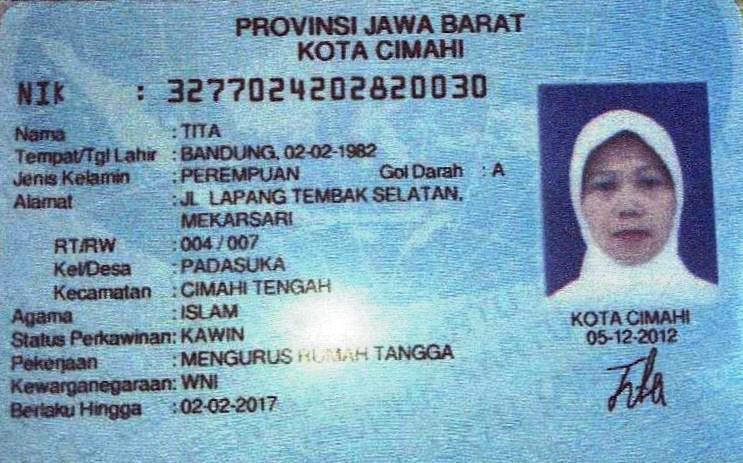 PROVINSI JAWA BARAT
KOTA CIMAHI
NIK : 3277024202820030
Nama : TITA
Tempat/Tgl Lahir : BANDUNG, 02-02-1982
Jenis Kelamin : PEREMPUAN Gol Darah : A
Alamat : JL LAPANG TEMBAK SELATAN,
MEKARSARI
RT/RW : 004 / 007
Kel/Desa : PADASUKA
Kecamatan : CIMAHI TENGAH
Agama : ISLAM
Status Perkawinan: KAWIN
Pekerjaan : MENGURUS RUMAH TANGGA
Kewarganegaraan: WNI
Berlaku Hingga : 02-02-2017
KOTA CIMAHI
05-12-2012
Tita